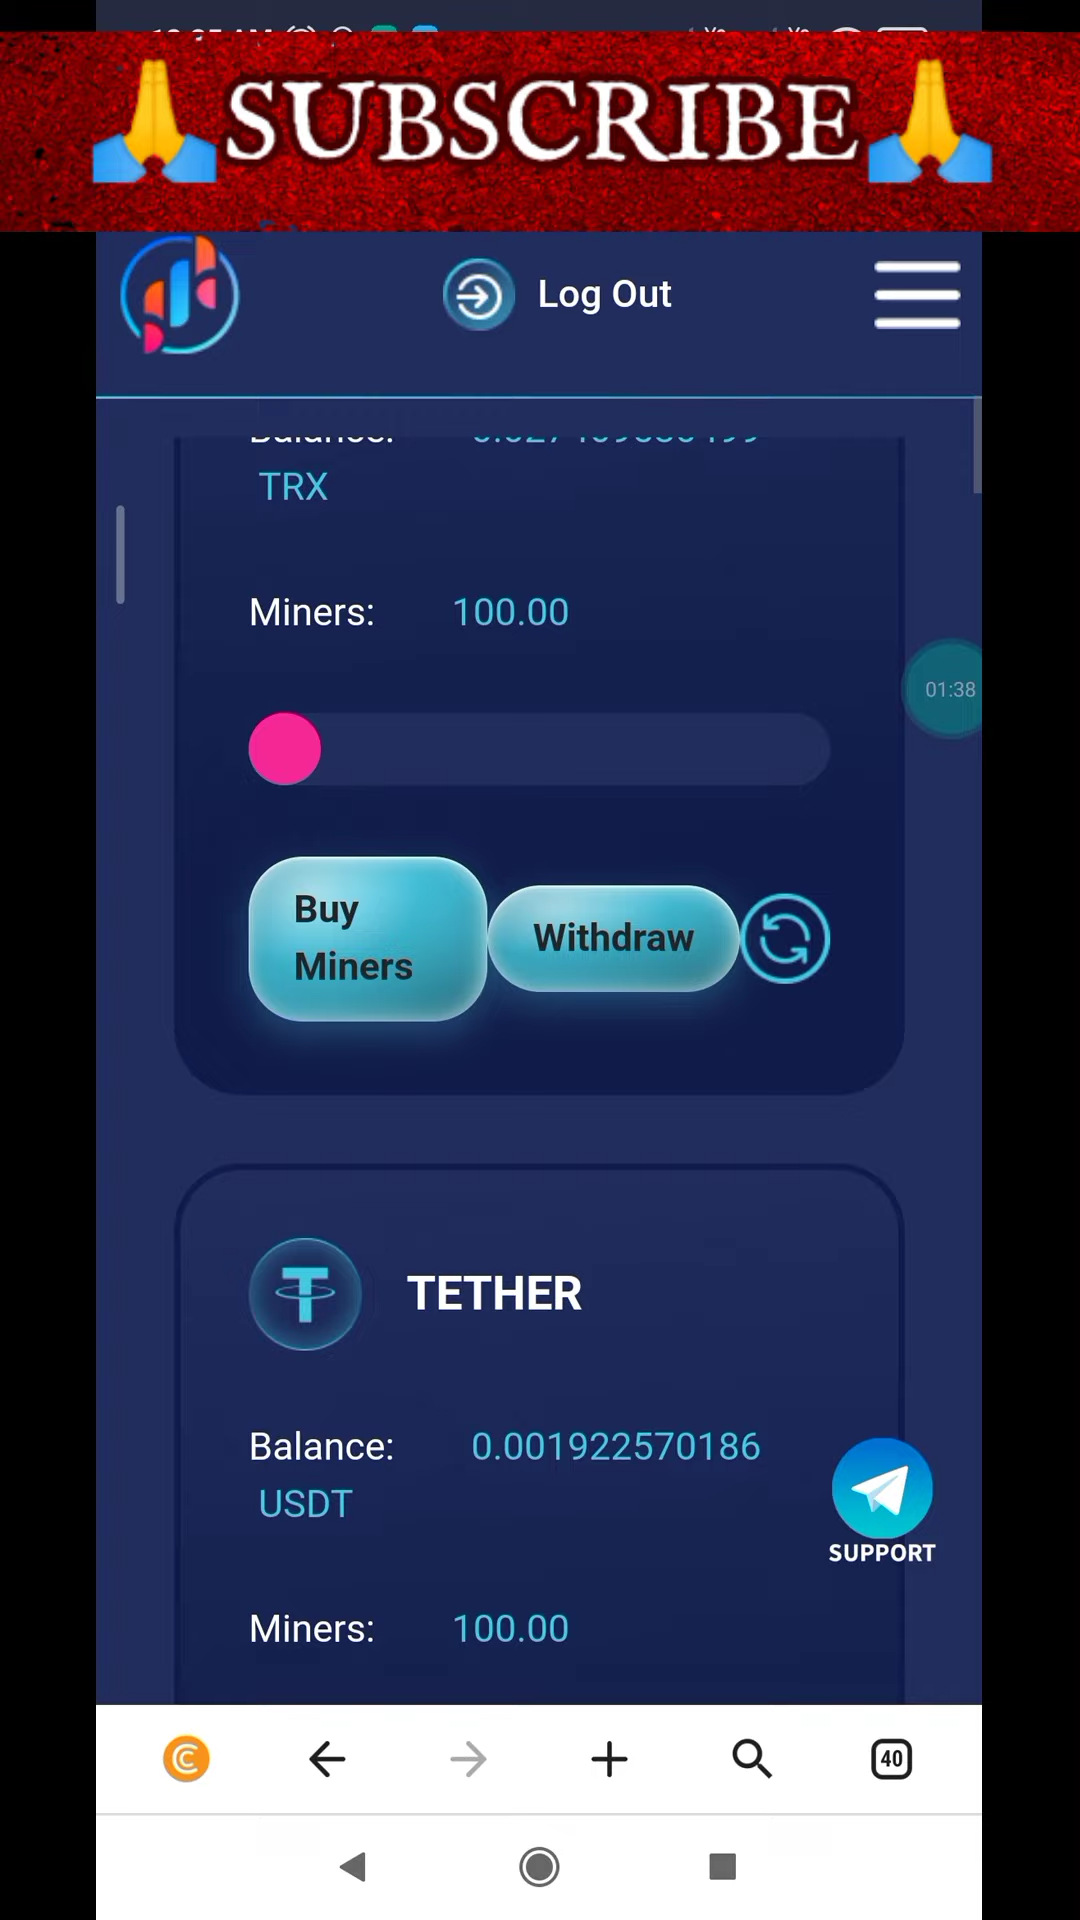 SUBSCRIBE
Log Out
Balance:
TRX
Miners: 100.00
01:38
Buy
Miners
Withdraw
TETHER
Balance: 0.001922570186
USDT
SUPPORT
Miners: 100.00
40